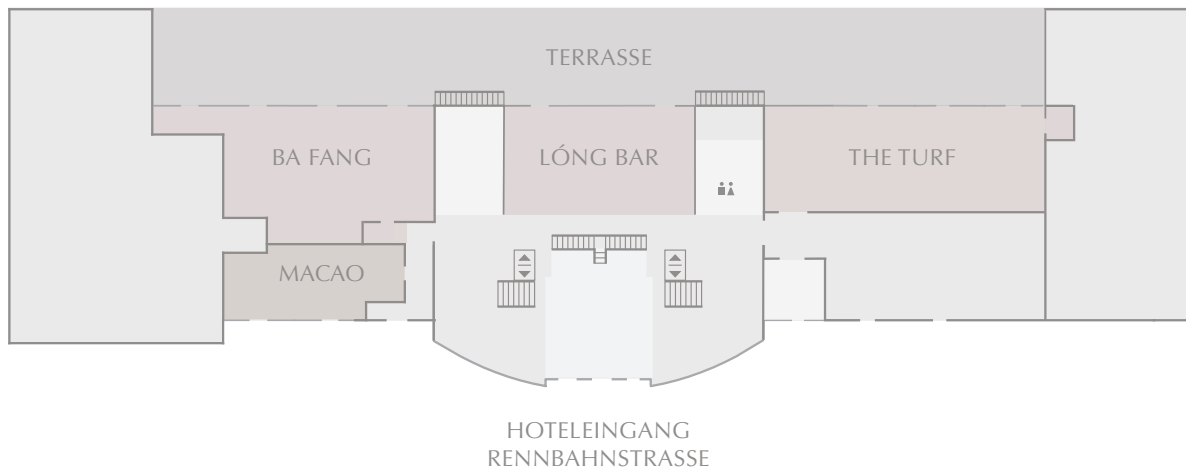 TERRASSE
BA FANG
LÓNG BAR
THE TURF
MACAO
HOTELEINGANG
RENNBAHNSTRASSE